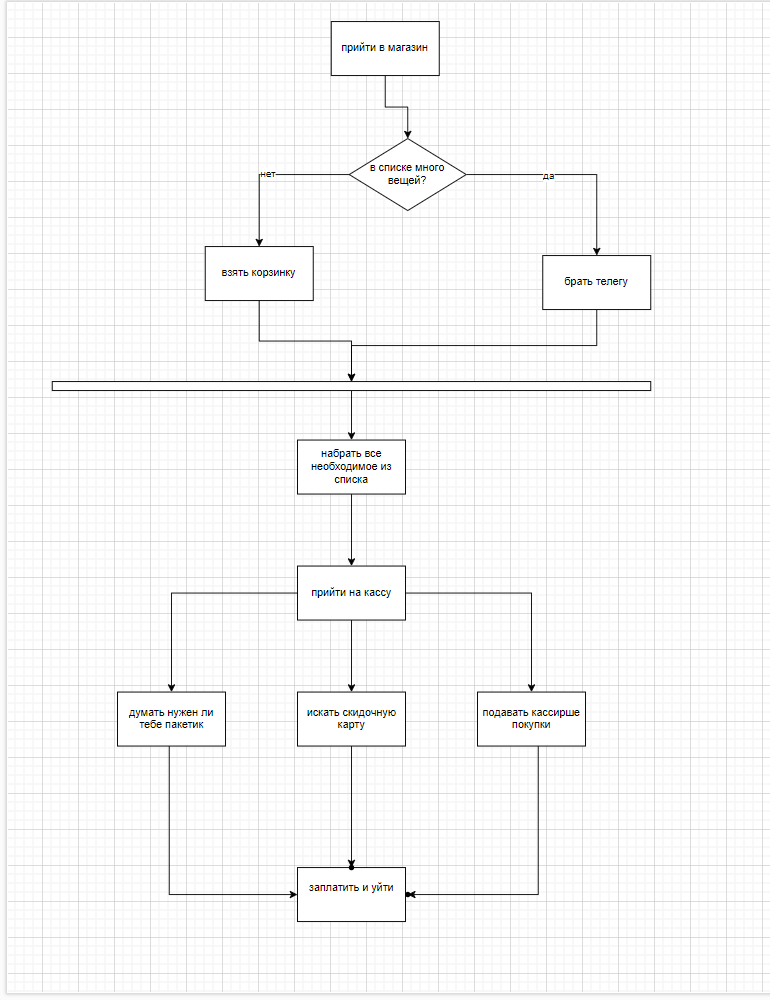 прийти в магазин
в списке много
вещей?
нет
да
взять корзинку
брать телегу
набрать все
необходимое из
списка
прийти на кассу
думать нужен ли
тебе пакетик
искать скидочную
карту
подавать кассирше
покупки
заплатить и уйти